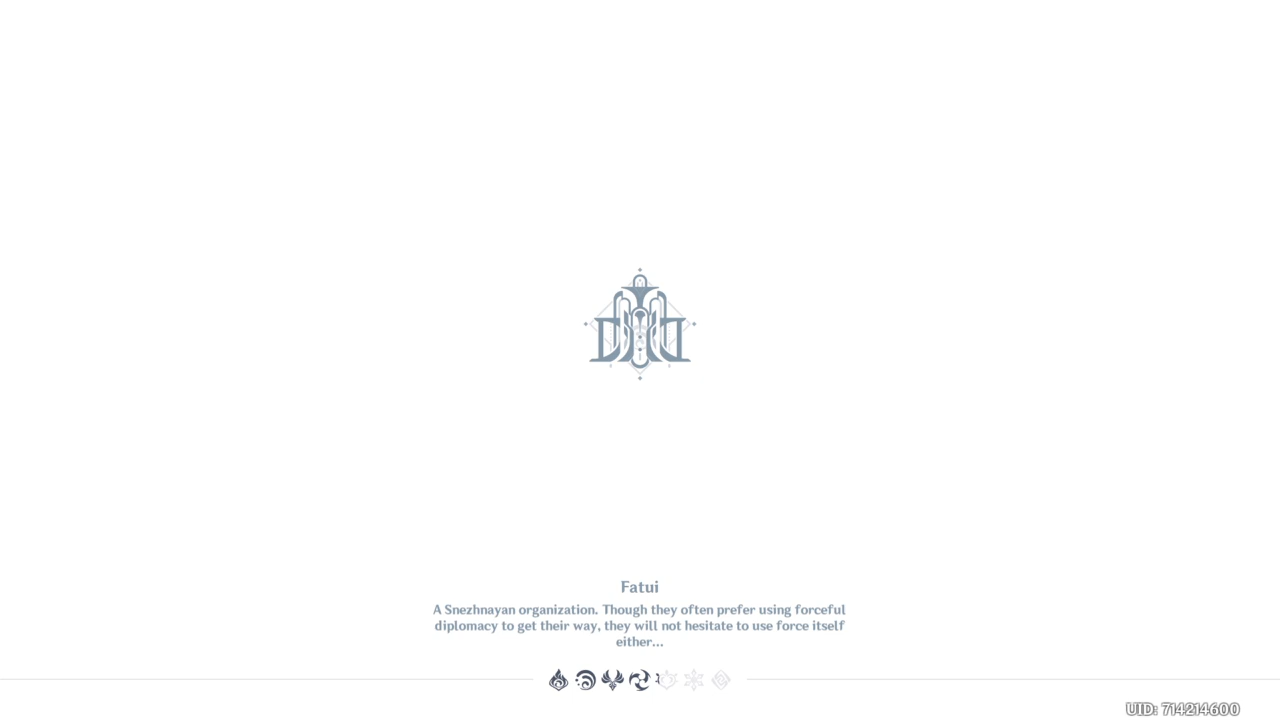 Fatui
A Snezhnayan organization. Though they often prefer using forceful
diplomacy to get their way, they will not hesitate to use force itself
either...
UID: 714214600